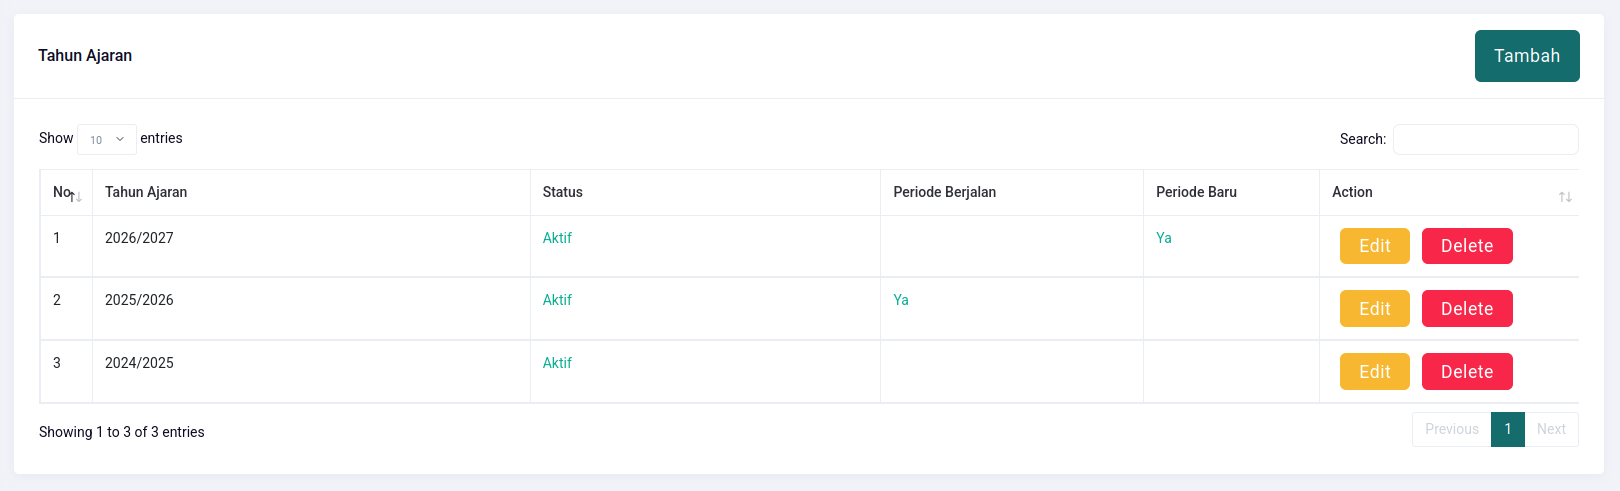 Tahun Ajaran
Tambah
Show 10 entries
Search:
No Tahun Ajaran Status Periode Berjalan Periode Baru Action
1 2026/2027 Aktif Ya Edit Delete
2 2025/2026 Aktif Ya Edit Delete
3 2024/2025 Aktif Edit Delete
Showing 1 to 3 of 3 entries
Previous 1 Next